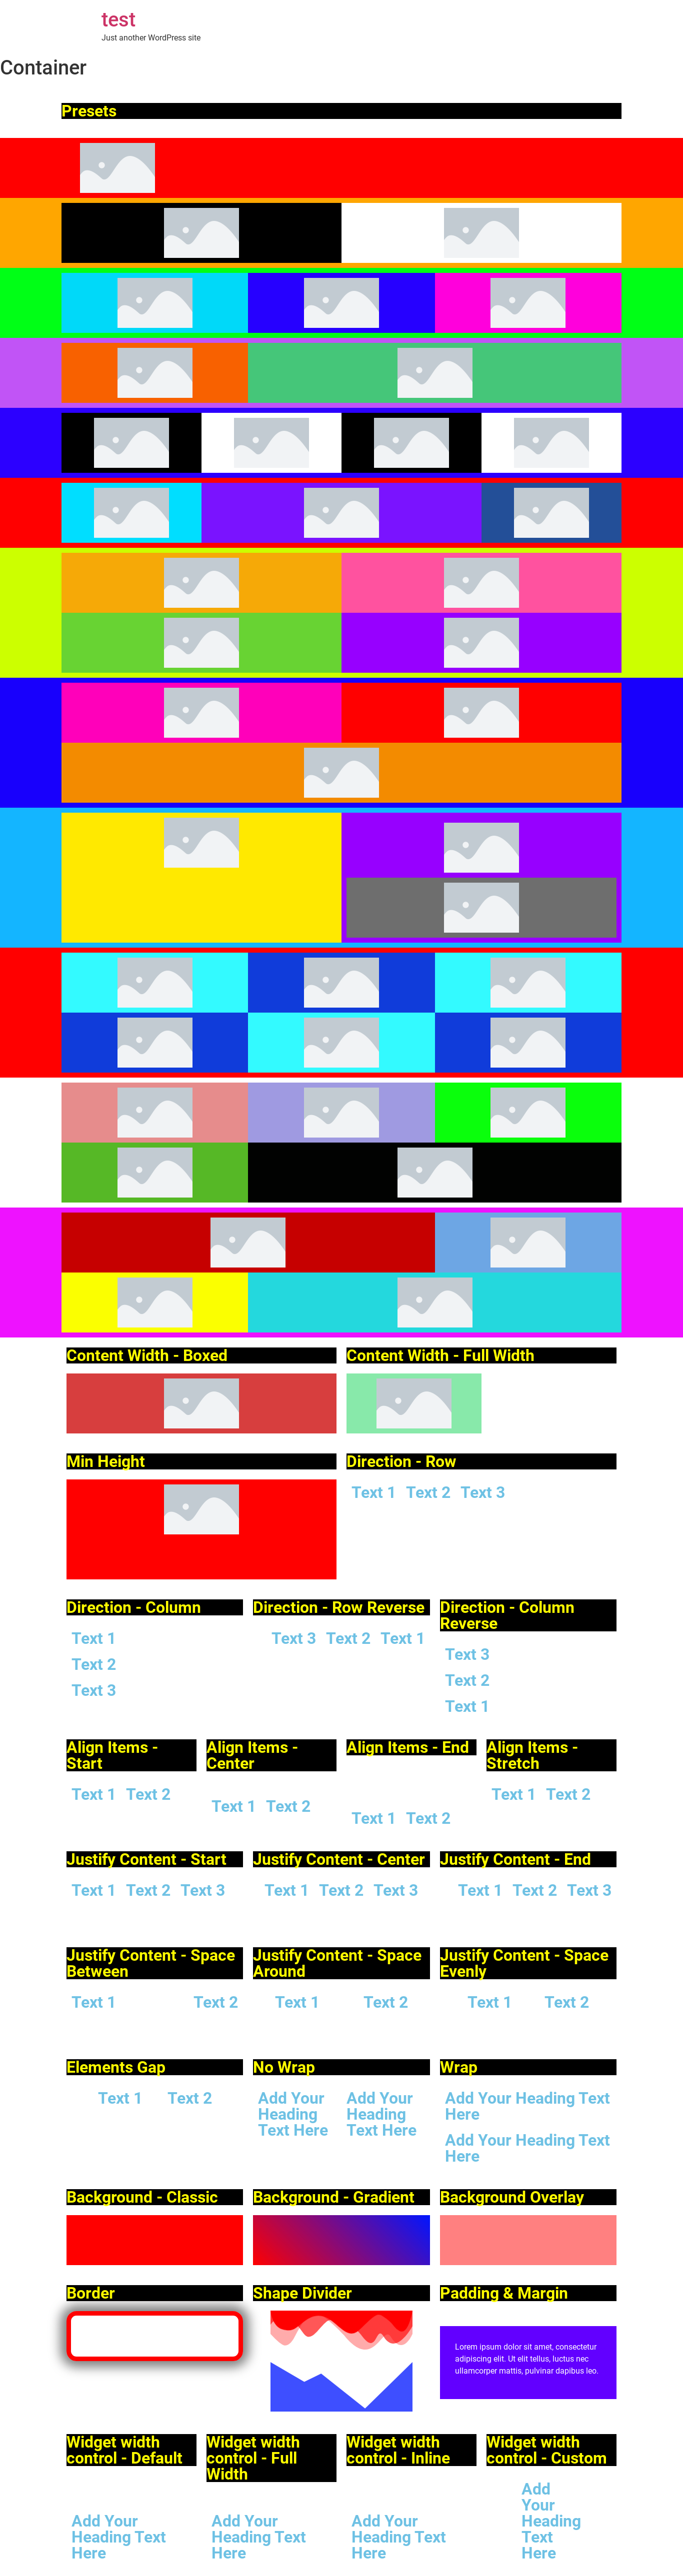 test
Just another WordPress site
Container
Presets
Content Width - Boxed
Content Width - Full Width
Min Height
Direction - Row
Text 1 Text 2 Text 3
Direction - Column
Direction - Row Reverse
Direction - Column
Reverse
Text 1
Text 2
Text 3
Text 3 Text 2 Text 1
Text 3
Text 2
Text 1
Align Items -
Start
Align Items -
Center
Align Items - End
Align Items -
Stretch
Text 1 Text 2
Text 1 Text 2
Text 1 Text 2
Text 1 Text 2
Justify Content - Start
Justify Content - Center
Justify Content - End
Text 1 Text 2 Text 3
Text 1 Text 2 Text 3
Text 1 Text 2 Text 3
Justify Content - Space
Between
Justify Content - Space
Around
Justify Content - Space
Evenly
Text 1 Text 2
Text 1 Text 2
Text 1 Text 2
Elements Gap
No Wrap
Wrap
Text 1 Text 2
Add Your
Heading
Text Here
Add Your
Heading
Text Here
Add Your Heading Text
Here
Add Your Heading Text
Here
Background - Classic
Background - Gradient
Background Overlay
Border
Shape Divider
Padding & Margin
Lorem ipsum dolor sit amet, consectetur
adipiscing elit. Ut elit tellus, luctus nec
ullamcorper mattis, pulvinar dapibus leo.
Widget width
control - Default
Widget width
control - Full
Width
Widget width
control - Inline
Widget width
control - Custom
Add Your
Heading Text
Here
Add Your
Heading Text
Here
Add Your
Heading Text
Here
Add
Your
Heading
Text
Here